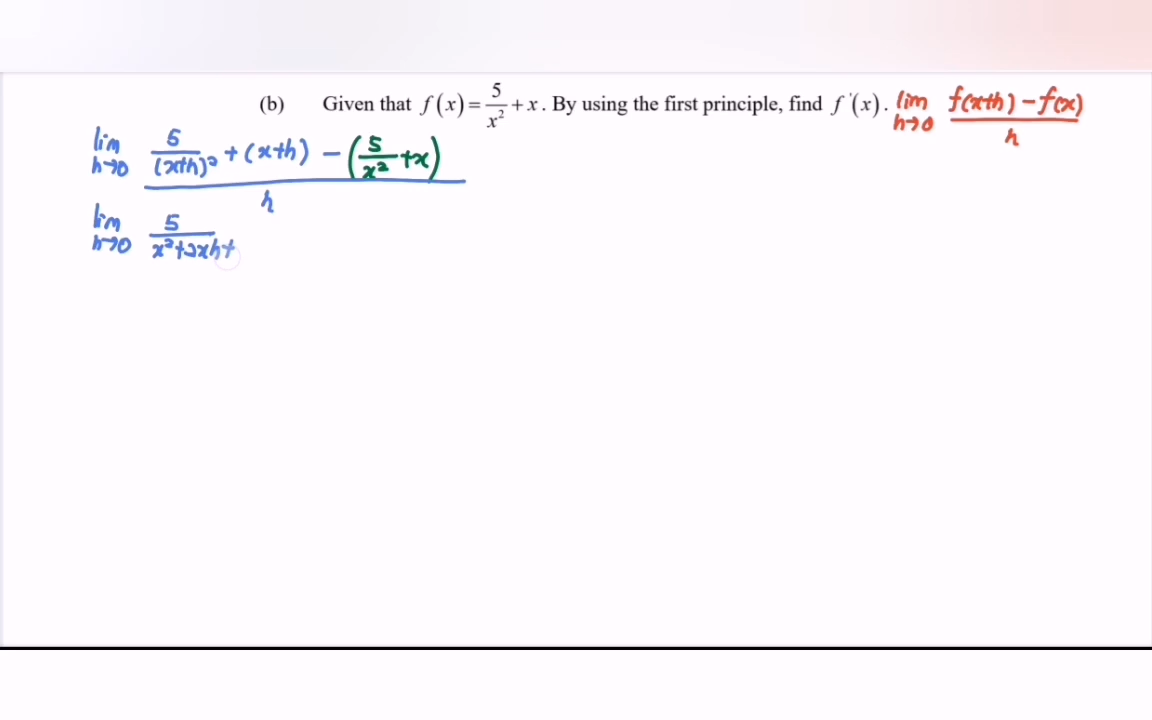 (b) Given that f(x) = 5/x² + x. By using the first principle, find f'(x). lim h→0 f(x+h) - f(x) / h
lim h→0 5/(x+h)² + (x+h) - (5/x² + x) / h
lim h→0 5/x²+2xh+